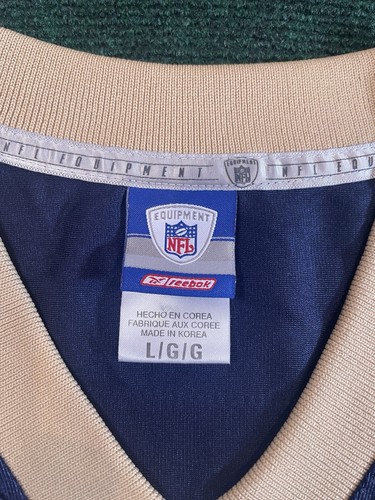 NFL EQUIPMENT NFL EQU
EQUIPMENT
NFL
EQUIPMENT
NFL
Reebok
HECHO EN COREA
FABRIQUE AUX COREE
MADE IN KOREA
L/G/G